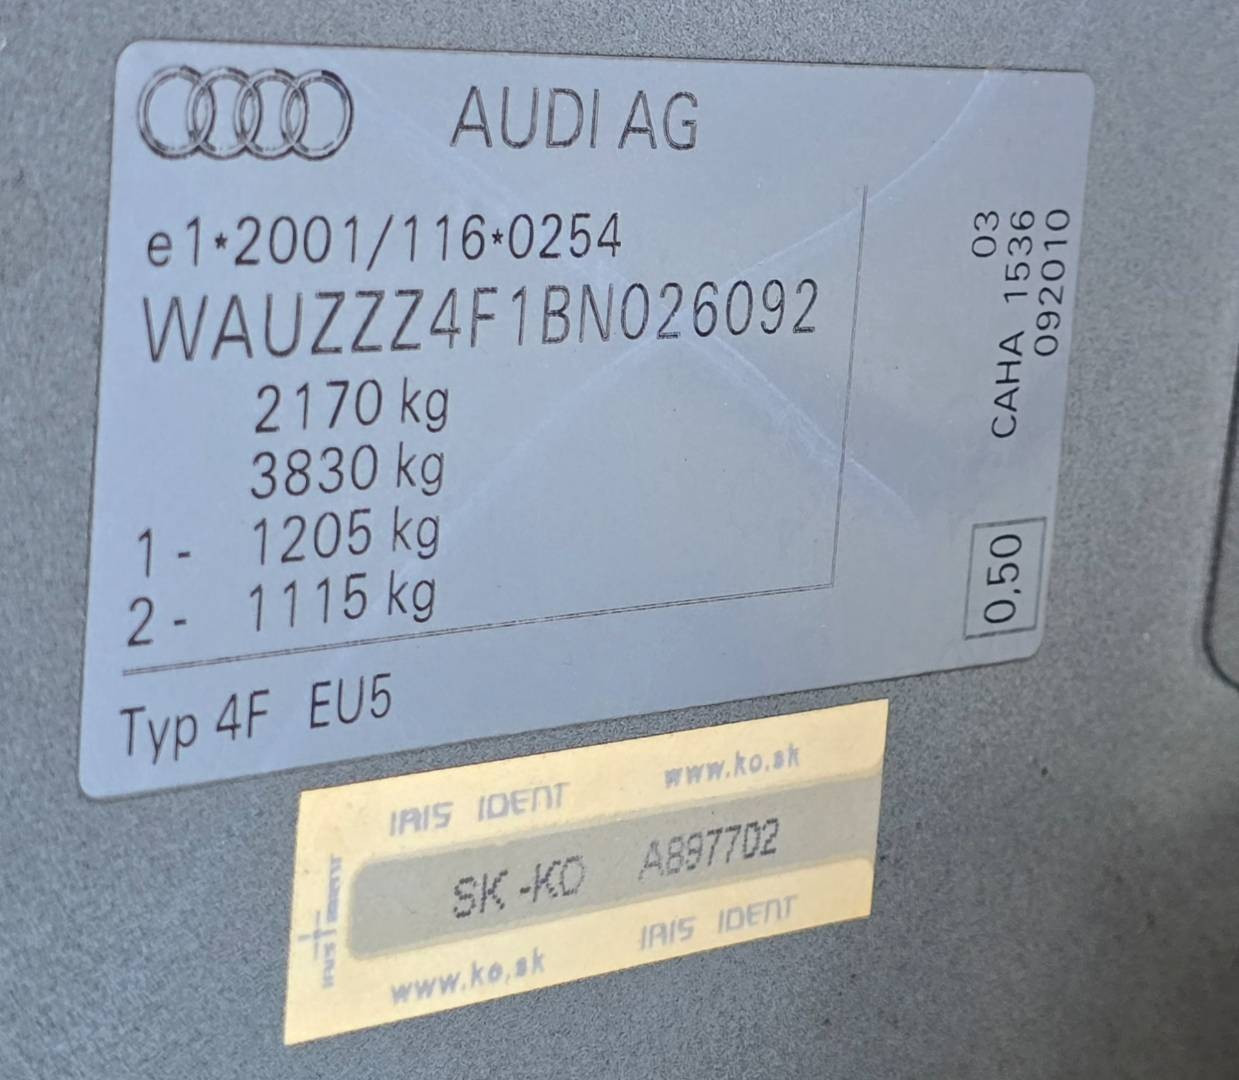 AUDI AG
e1*2001/116*0254
WAUZZZ4F1BN026092
2170 kg
3830 kg
1 - 1205 kg
2 - 1115 kg
Typ 4F EU5
03
CAHA 1536
092010
0,50
IRIS IDENT www.ko.sk
SK-KO A897702
www.ko.sk IRIS IDENT
IRIS IDENT